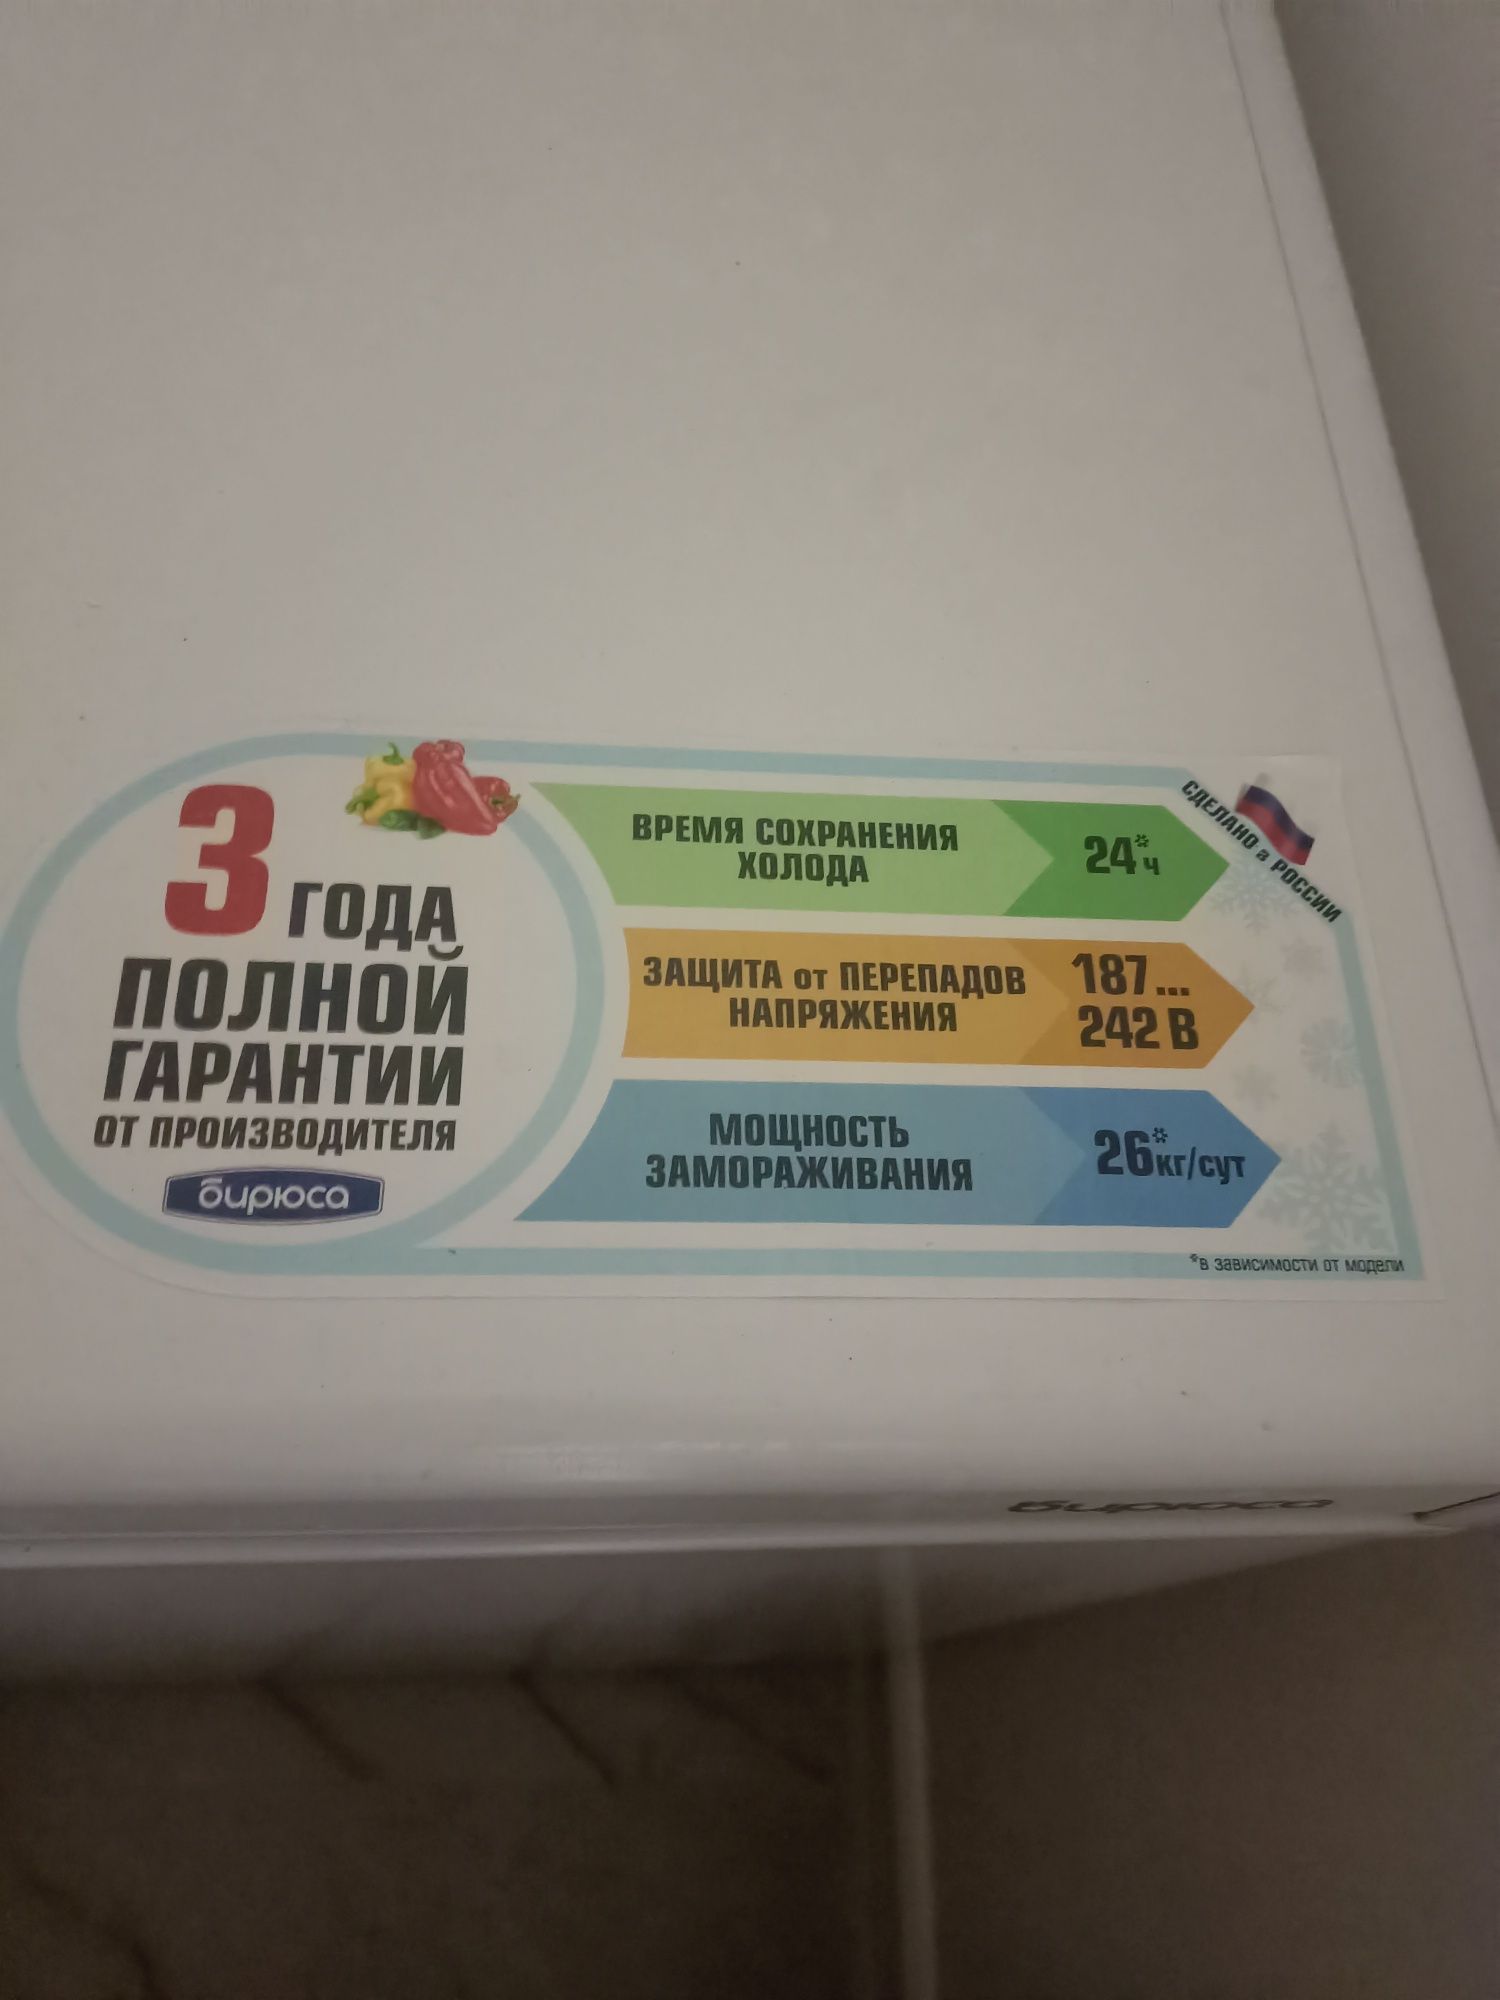 3 ГОДА
ПОЛНОЙ
ГАРАНТИИ
ОТ ПРОИЗВОДИТЕЛЯ
бирюса
ВРЕМЯ СОХРАНЕНИЯ
ХОЛОДА
24* ч
ЗАЩИТА от ПЕРЕПАДОВ
НАПРЯЖЕНИЯ
187...
242 В
МОЩНОСТЬ
ЗАМОРАЖИВАНИЯ
26* кг/сут
СДЕЛАНО в РОССИИ
*в зависимости от модели
бирюса